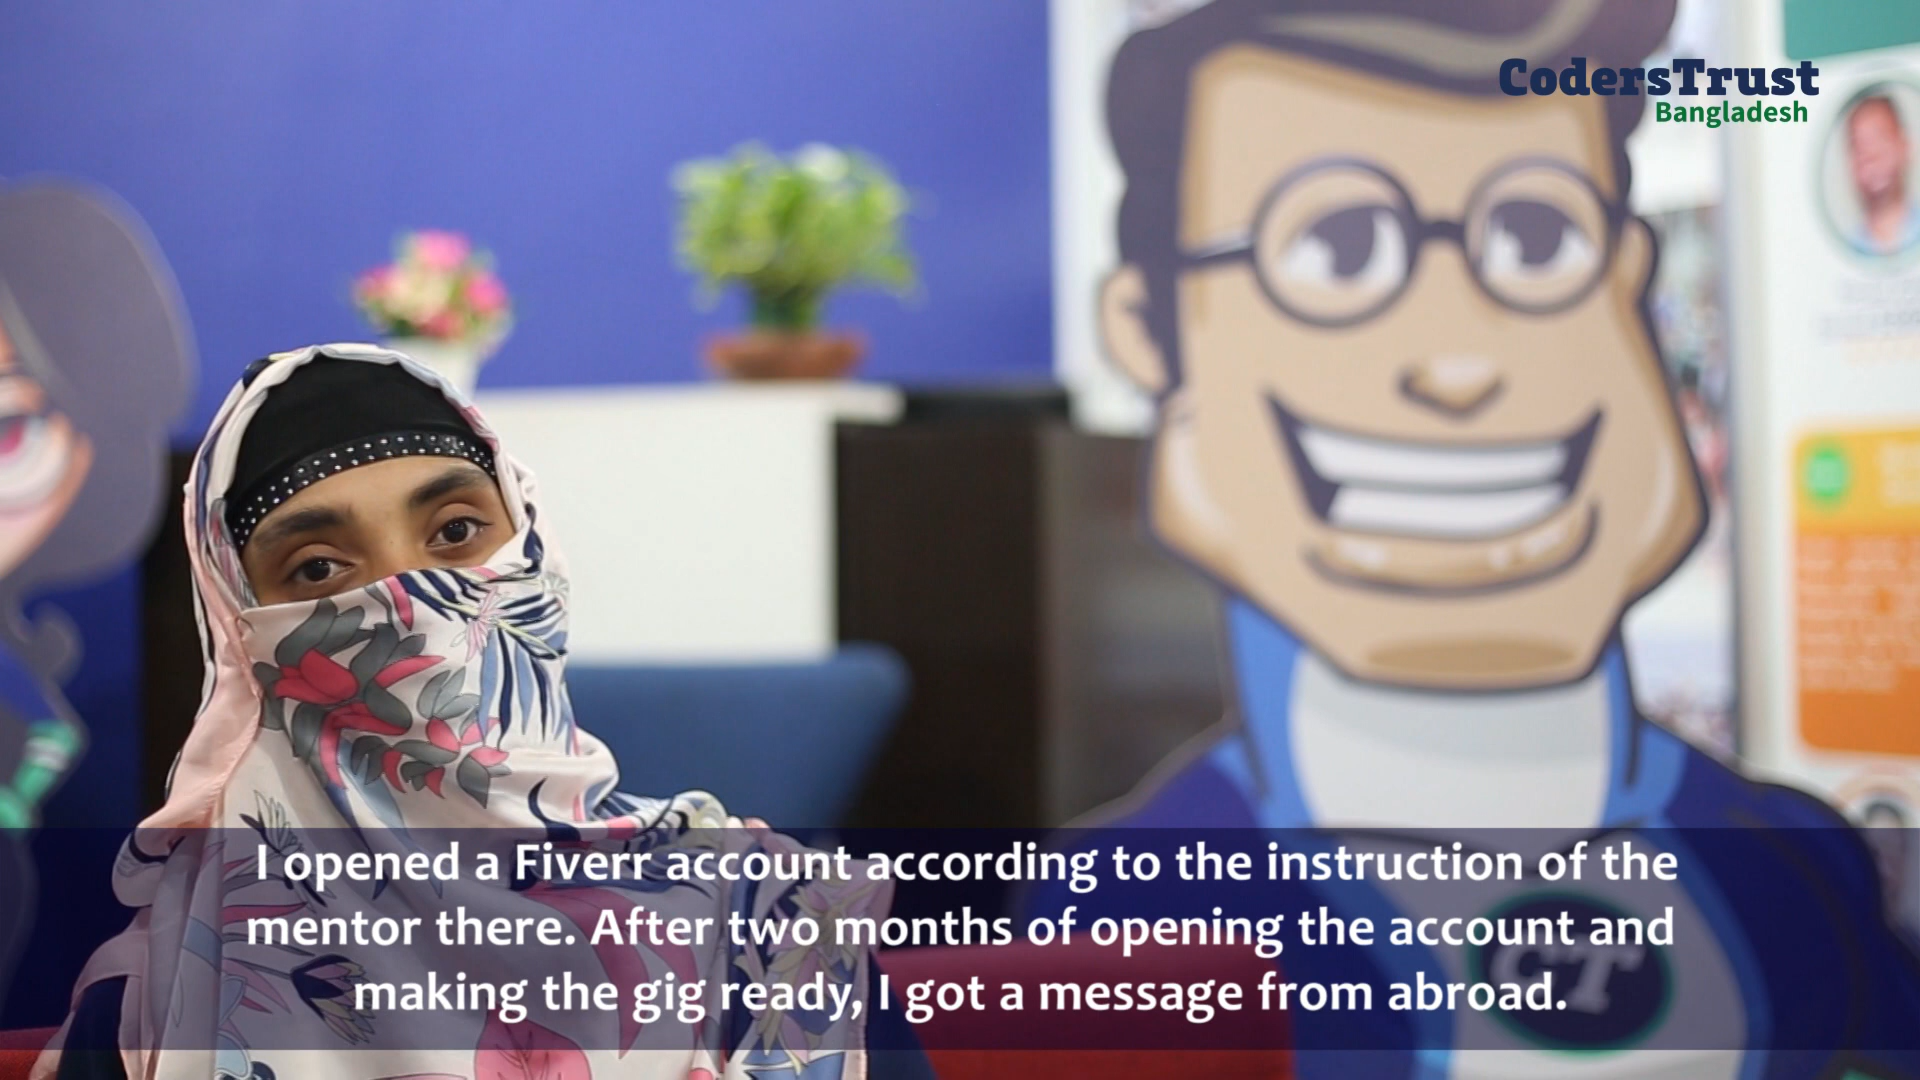 CodersTrust
Bangladesh
I opened a Fiverr account according to the instruction of the
mentor there. After two months of opening the account and
making the gig ready, I got a message from abroad.
CT